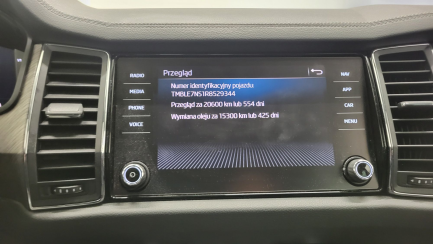 Przegląd
Numer identyfikacyjny pojazdu:
TMBLE7NS1R8529344
Przegląd za 20600 km lub 554 dni
Wymiana oleju za 15300 km lub 425 dni
RADIO
MEDIA
PHONE
VOICE
NAV
APP
CAR
MENU